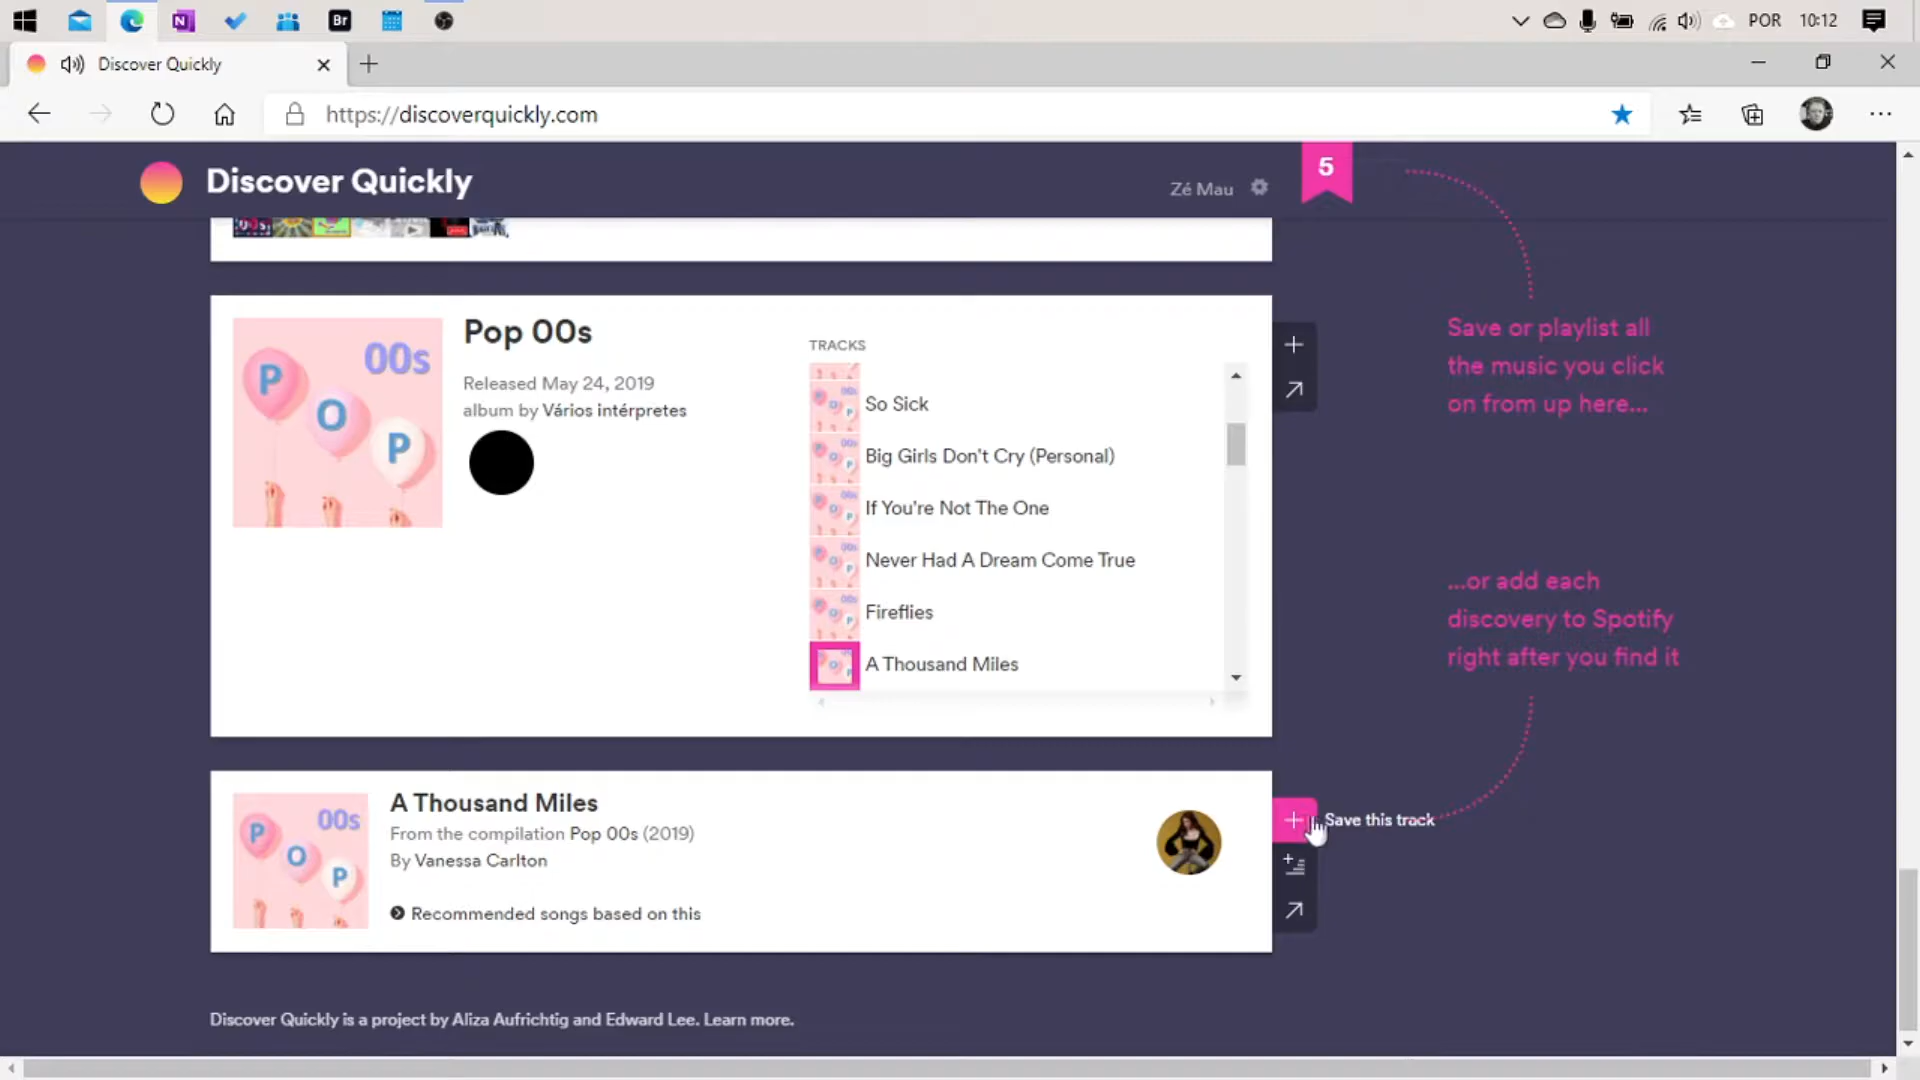 Br
POR
10:12
Discover Quickly
https://discoverquickly.com
Discover Quickly
Zé Mau
5
Save or playlist all
the music you click
on from up here...
00s
P
O
P
Pop 00s
Released May 24, 2019
album by Vários intérpretes
TRACKS
So Sick
Big Girls Don't Cry (Personal)
If You're Not The One
Never Had A Dream Come True
Fireflies
A Thousand Miles
...or add each
discovery to Spotify
right after you find it
00s
P
O
P
A Thousand Miles
From the compilation Pop 00s (2019)
By Vanessa Carlton
Recommended songs based on this
Save this track
Discover Quickly is a project by Aliza Aufrichtig and Edward Lee. Learn more.